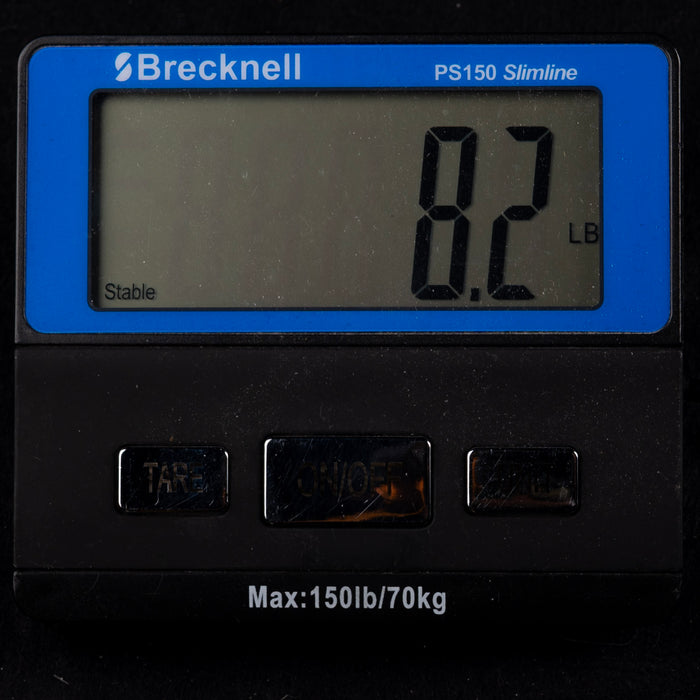 Brecknell
PS150 Slimline
8.2
LB
Stable
TARE
ON/OFF
Max:150lb/70kg